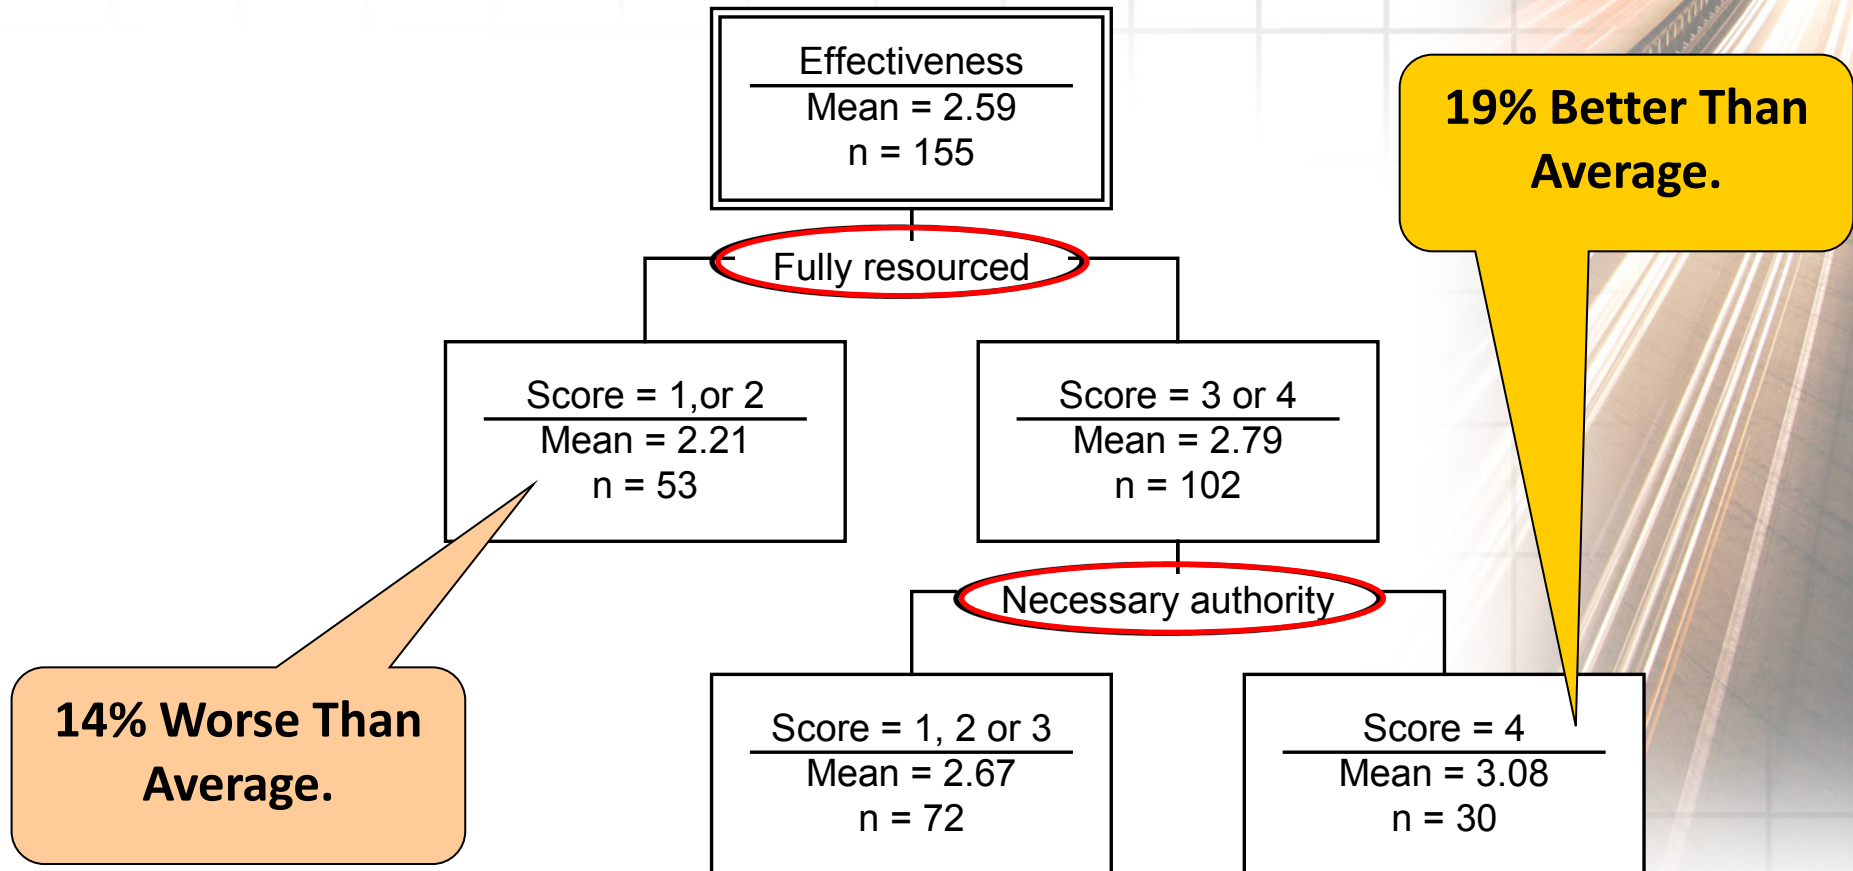 Effectiveness
Mean = 2.59
n = 155
19% Better Than
Average.
Fully resourced
Score = 1,or 2
Mean = 2.21
n = 53
Score = 3 or 4
Mean = 2.79
n = 102
Necessary authority
14% Worse Than
Average.
Score = 1, 2 or 3
Mean = 2.67
n = 72
Score = 4
Mean = 3.08
n = 30